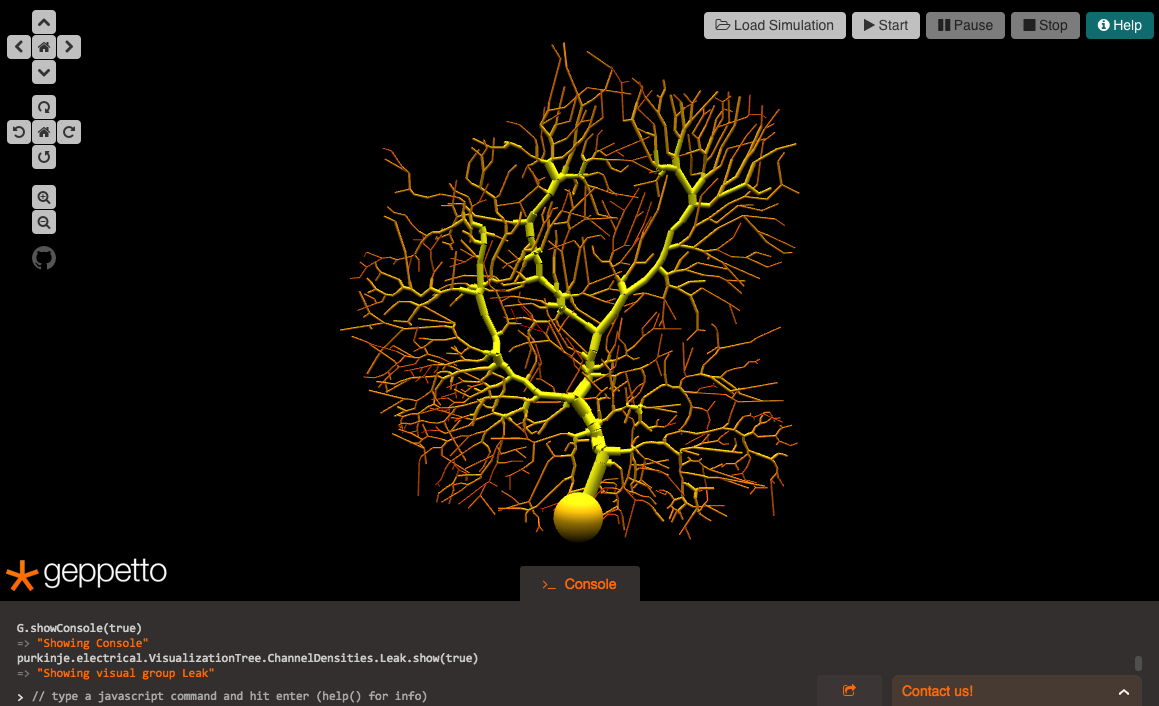 Load Simulation
Start
Pause
Stop
Help
geppetto
>_ Console
G.showConsole(true)
=> "Showing Console"
purkinje.electrical.VisualizationTree.ChannelDensities.Leak.show(true)
=> "Showing visual group Leak"
> // type a javascript command and hit enter (help() for info)
Contact us!